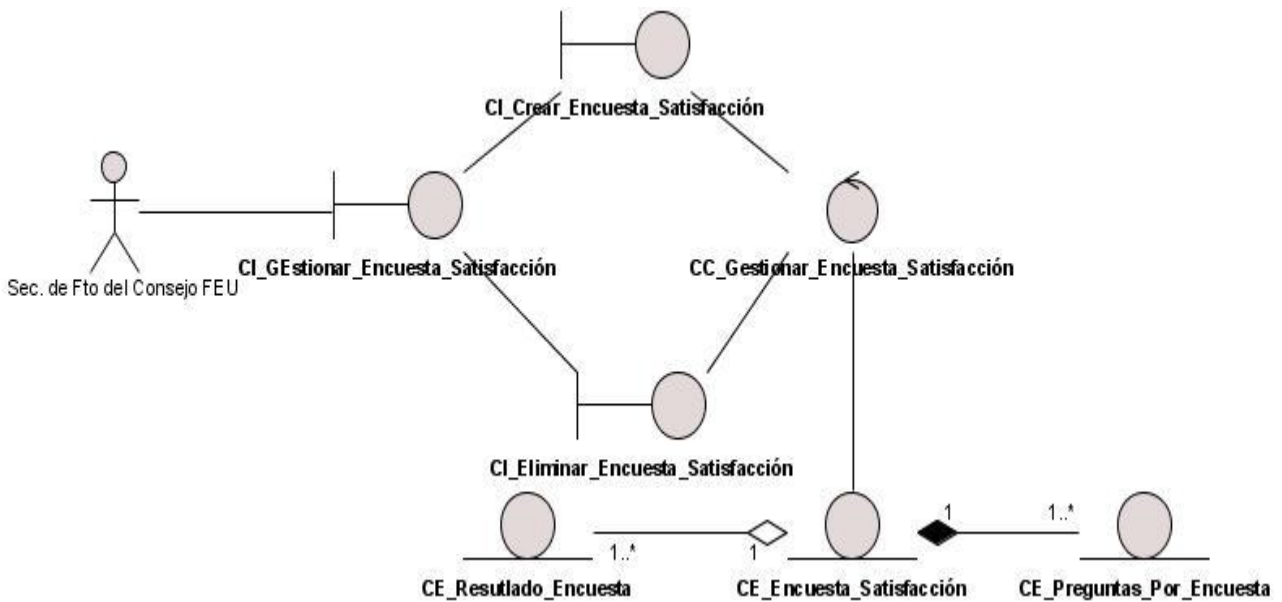 CI_Crear_Encuesta_Satisfacción
CI_GEstionar_Encuesta_Satisfacción
CC_Gestionar_Encuesta_Satisfacción
Sec. de Fto del Consejo FEU
CI_Eliminar_Encuesta_Satisfacción
1..*
1
1
1..*
CE_Resutlado_Encuesta
CE_Encuesta_Satisfacción
CE_Preguntas_Por_Encuesta